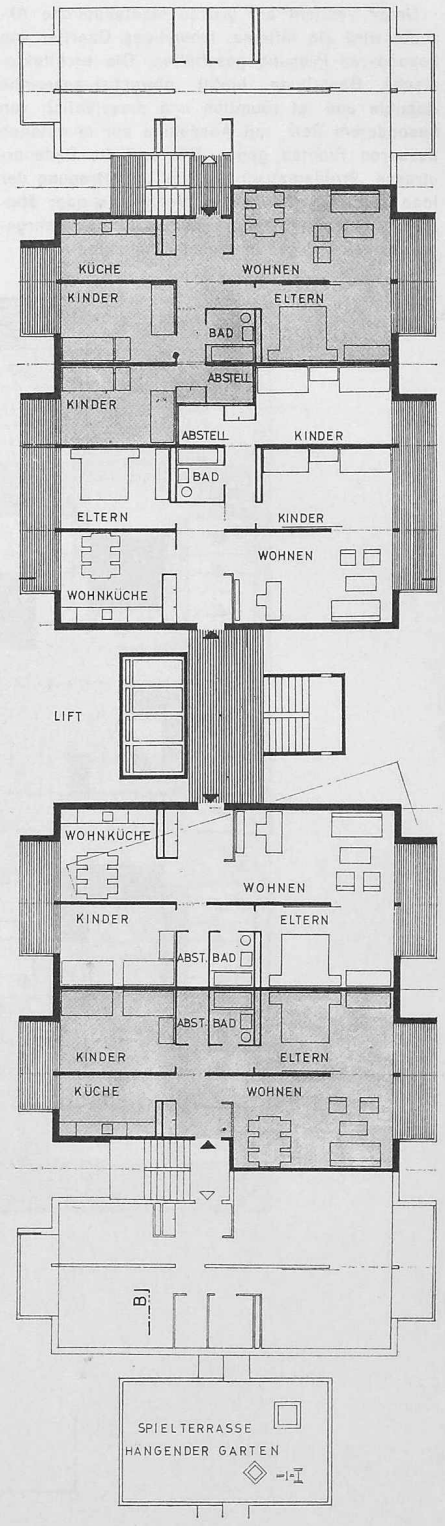 KÜCHE WOHNEN
KINDER ELTERN
BAD
ABSTELL
KINDER
ABSTELL KINDER
BAD
ELTERN KINDER
WOHNEN
WOHNKÜCHE
LIFT
WOHNKÜCHE
WOHNEN
KINDER ELTERN
ABST. BAD
ABST. BAD
KINDER ELTERN
KÜCHE WOHNEN
B
SPIELTERRASSE
HANGENDER GARTEN